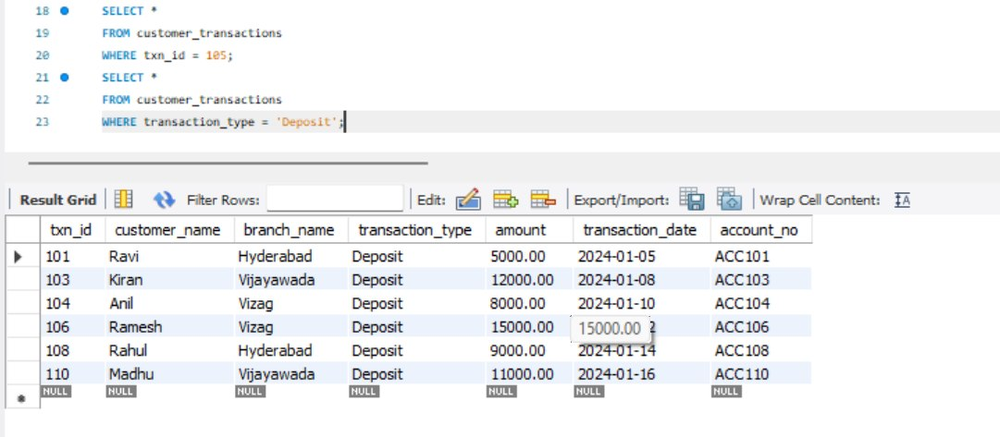 18 SELECT *
19 FROM customer_transactions
20 WHERE txn_id = 105;
21 SELECT *
22 FROM customer_transactions
23 WHERE transaction_type = 'Deposit';
Result Grid Filter Rows: Edit: Export/Import: Wrap Cell Content: IA
txn_id customer_name branch_name transaction_type amount transaction_date account_no
101 Ravi Hyderabad Deposit 5000.00 2024-01-05 ACC101
103 Kiran Vijayawada Deposit 12000.00 2024-01-08 ACC103
104 Anil Vizag Deposit 8000.00 2024-01-10 ACC104
106 Ramesh Vizag Deposit 15000.00 15000.00 2 ACC106
108 Rahul Hyderabad Deposit 9000.00 2024-01-14 ACC108
110 Madhu Vijayawada Deposit 11000.00 2024-01-16 ACC110
NULL NULL NULL NULL NULL NULL NULL